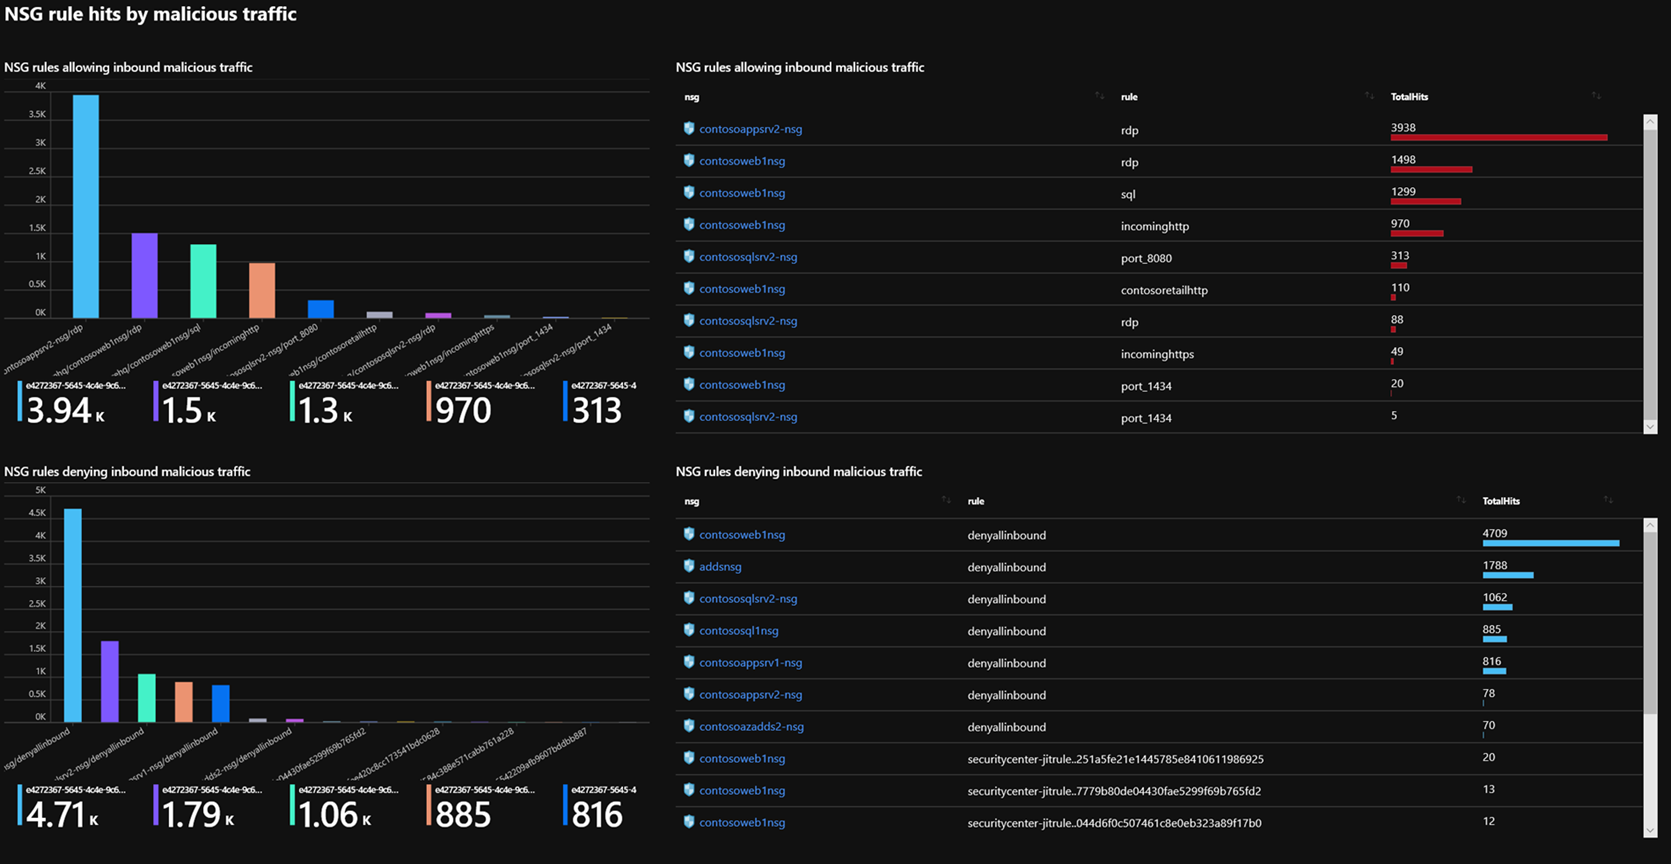 NSG rule hits by malicious traffic
NSG rules allowing inbound malicious traffic
4K
3.5K
3K
2.5K
2K
1.5K
1K
0.5K
0K
ontosoappsrv2-nsg/rdp
ehq/contosoweb1nsg/rdp
ehq/contosoweb1nsg/sql
osoweb1nsg/incominghttp
sosqlsrv2-nsg/port_8080
eb1nsg/contosoretailhttp
/contososqlsrv2-nsg/rdp
web1nsg/incominghttps
osoweb1nsg/port_1434
sosqlsrv2-nsg/port_1434
e4272367-5645-4c4e-9c6...
3.94 K
e4272367-5645-4c4e-9c6...
1.5 K
e4272367-5645-4c4e-9c6...
1.3 K
e4272367-5645-4c4e-9c6...
970
e4272367-5645-4
313
NSG rules allowing inbound malicious traffic
nsg rule TotalHits
contosoappsrv2-nsg rdp 3938
contosoweb1nsg rdp 1498
contosoweb1nsg sql 1299
contosoweb1nsg incominghttp 970
contososqlsrv2-nsg port_8080 313
contosoweb1nsg contosoretailhttp 110
contososqlsrv2-nsg rdp 88
contosoweb1nsg incominghttps 49
contosoweb1nsg port_1434 20
contososqlsrv2-nsg port_1434 5
NSG rules denying inbound malicious traffic
5K
4.5K
4K
3.5K
3K
2.5K
2K
1.5K
1K
0.5K
0K
nsg/denyallinbound
lsrv2-nsg/denyallinbound
psrv1-nsg/denyallinbound
dds2-nsg/denyallinbound
04430fae5299f69b765fd2
e420c8cc173541bdc0628
84c388e571cabb761a228
542209afb9607bddbb887
e4272367-5645-4c4e-9c6...
4.71 K
e4272367-5645-4c4e-9c6...
1.79 K
e4272367-5645-4c4e-9c6...
1.06 K
e4272367-5645-4c4e-9c6...
885
e4272367-5645-4
816
NSG rules denying inbound malicious traffic
nsg rule TotalHits
contosoweb1nsg denyallinbound 4709
addsnsg denyallinbound 1788
contososqlsrv2-nsg denyallinbound 1062
contososql1nsg denyallinbound 885
contosoappsrv1-nsg denyallinbound 816
contosoappsrv2-nsg denyallinbound 78
contosoazadds2-nsg denyallinbound 70
contosoweb1nsg securitycenter-jitrule..251a5fe21e1445785e8410611986925 20
contosoweb1nsg securitycenter-jitrule..7779b80de04430fae5299f69b765fd2 13
contosoweb1nsg securitycenter-jitrule..044d6f0c507461c8e0eb323a89f17b0 12